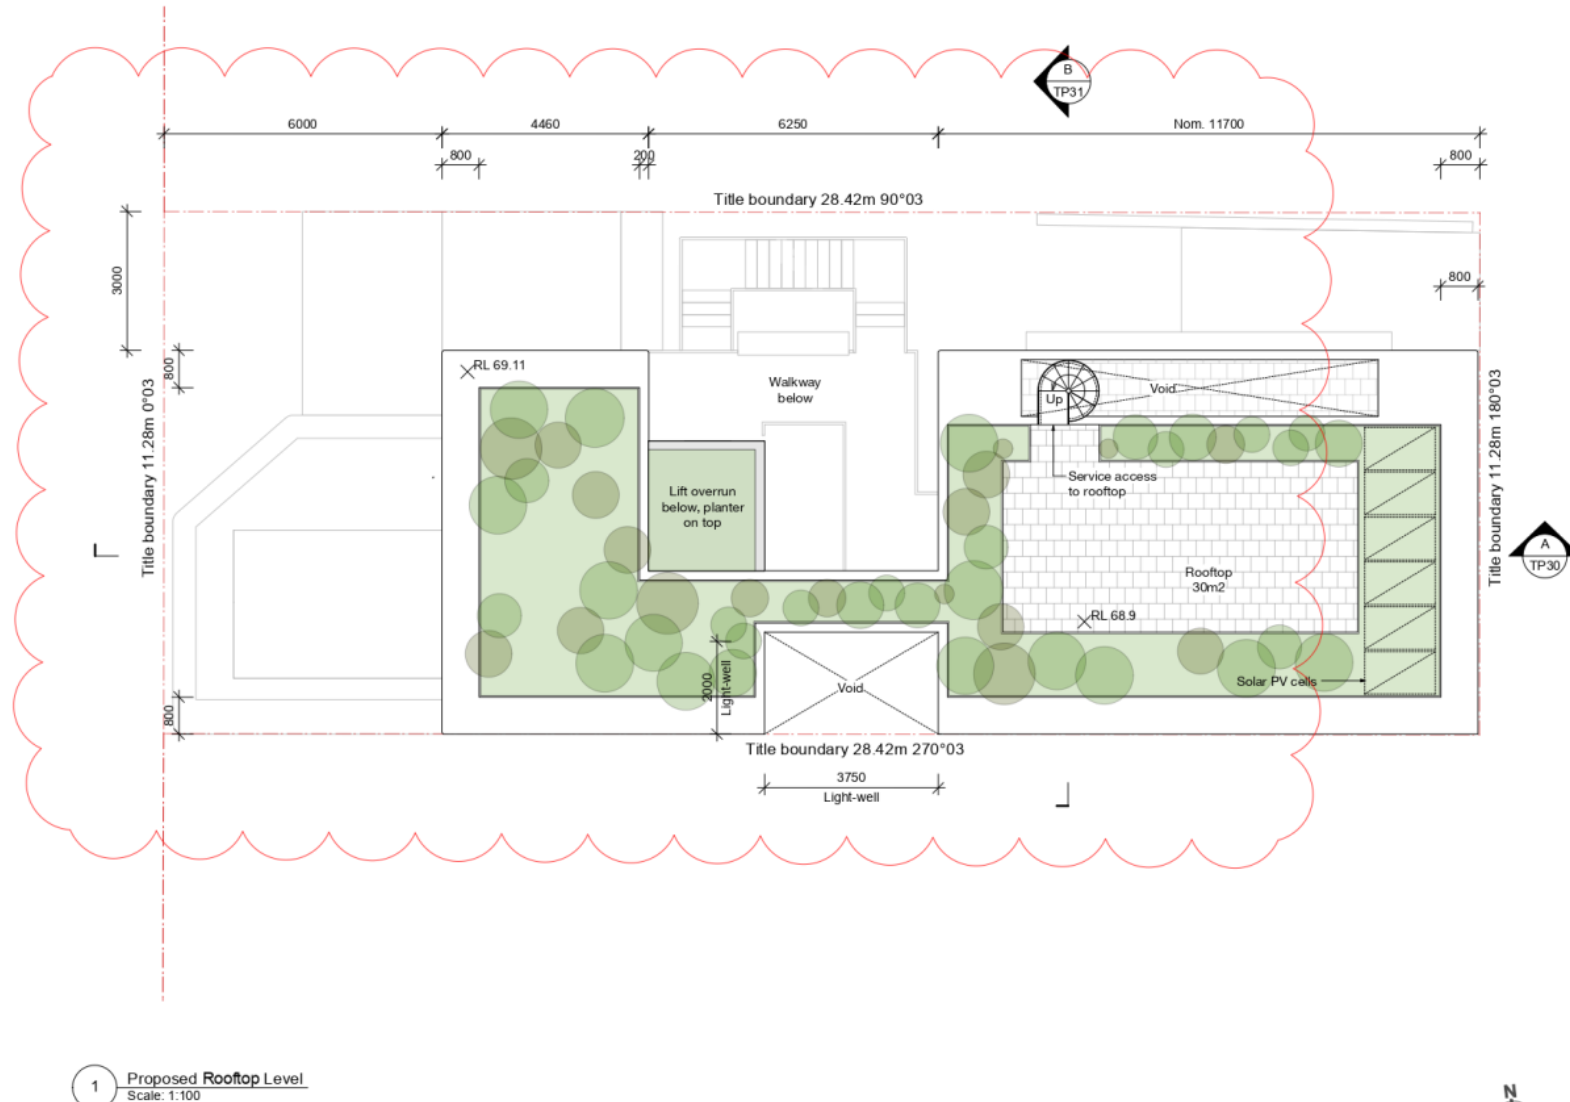 B
TP31
6000
4460
6250
Nom. 11700
800
200
800
Title boundary 28.42m 90°03
3000
800
800
RL 69.11
Walkway
below
Void
Up
Title boundary 11.28m 0°03
Title boundary 11.28m 180°03
Service access
to rooftop
Lift overrun
below, planter
on top
A
TP30
Rooftop
30m2
RL 68.9
2000
Light-well
Void
Solar PV cells
800
Title boundary 28.42m 270°03
3750
Light-well
1
Proposed Rooftop Level
Scale: 1:100
N